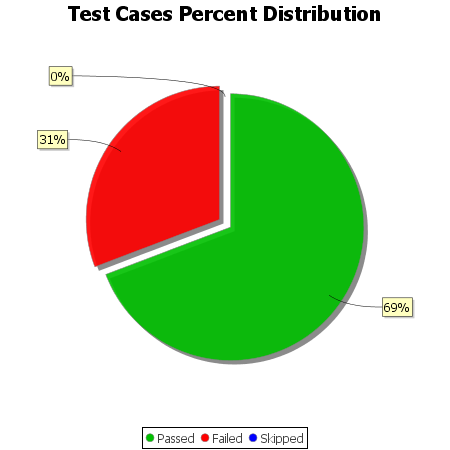 Test Cases Percent Distribution
0%
31%
69%
Passed Failed Skipped